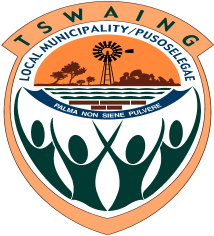 TSWAING
LOCAL MUNICIPALITY/PUSOSELEGAE
PALMA NON SIENE PULVERE